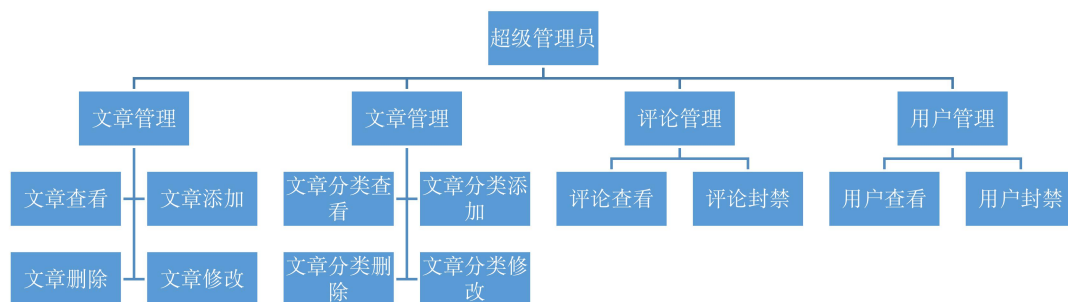 超级管理员
文章管理
文章管理
评论管理
用户管理
文章查看
文章添加
文章分类查
看
文章分类添
加
评论查看
评论封禁
用户查看
用户封禁
文章删除
文章修改
文章分类删
除
文章分类修
改